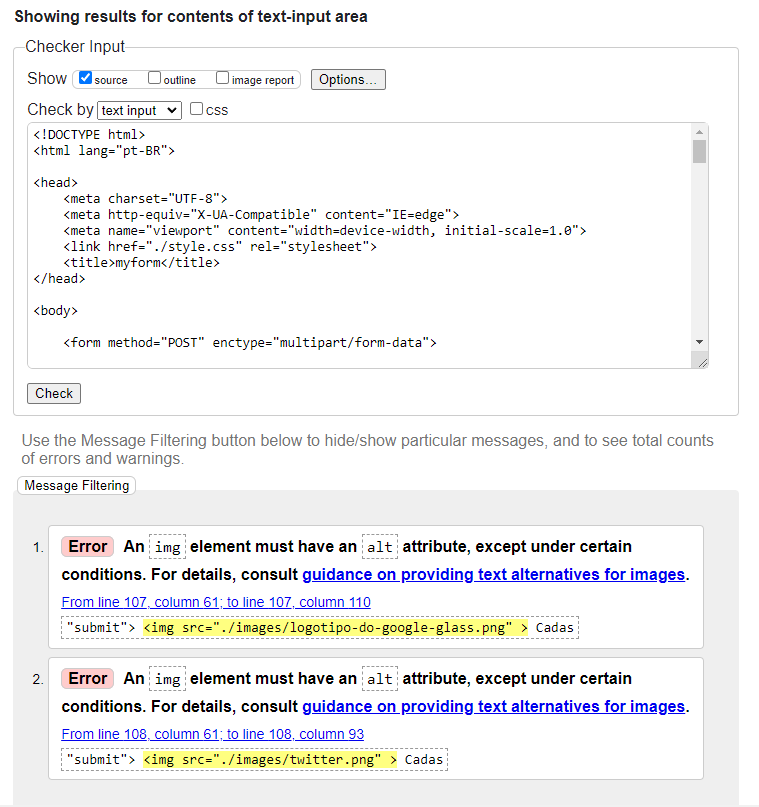 Showing results for contents of text-input area
Checker Input
Show source outline image report Options...
Check by text input css
<!DOCTYPE html>
<html lang="pt-BR">
<head>
    <meta charset="UTF-8">
    <meta http-equiv="X-UA-Compatible" content="IE=edge">
    <meta name="viewport" content="width=device-width, initial-scale=1.0">
    <link href="./style.css" rel="stylesheet">
    <title>myform</title>
</head>
<body>
    <form method="POST" enctype="multipart/form-data">
Check
Use the Message Filtering button below to hide/show particular messages, and to see total counts
of errors and warnings.
Message Filtering
1. Error An img element must have an alt attribute, except under certain
conditions. For details, consult guidance on providing text alternatives for images.
From line 107, column 61; to line 107, column 110
"submit"> <img src="./images/logotipo-do-google-glass.png" > Cadas
2. Error An img element must have an alt attribute, except under certain
conditions. For details, consult guidance on providing text alternatives for images.
From line 108, column 61; to line 108, column 93
"submit"> <img src="./images/twitter.png" > Cadas